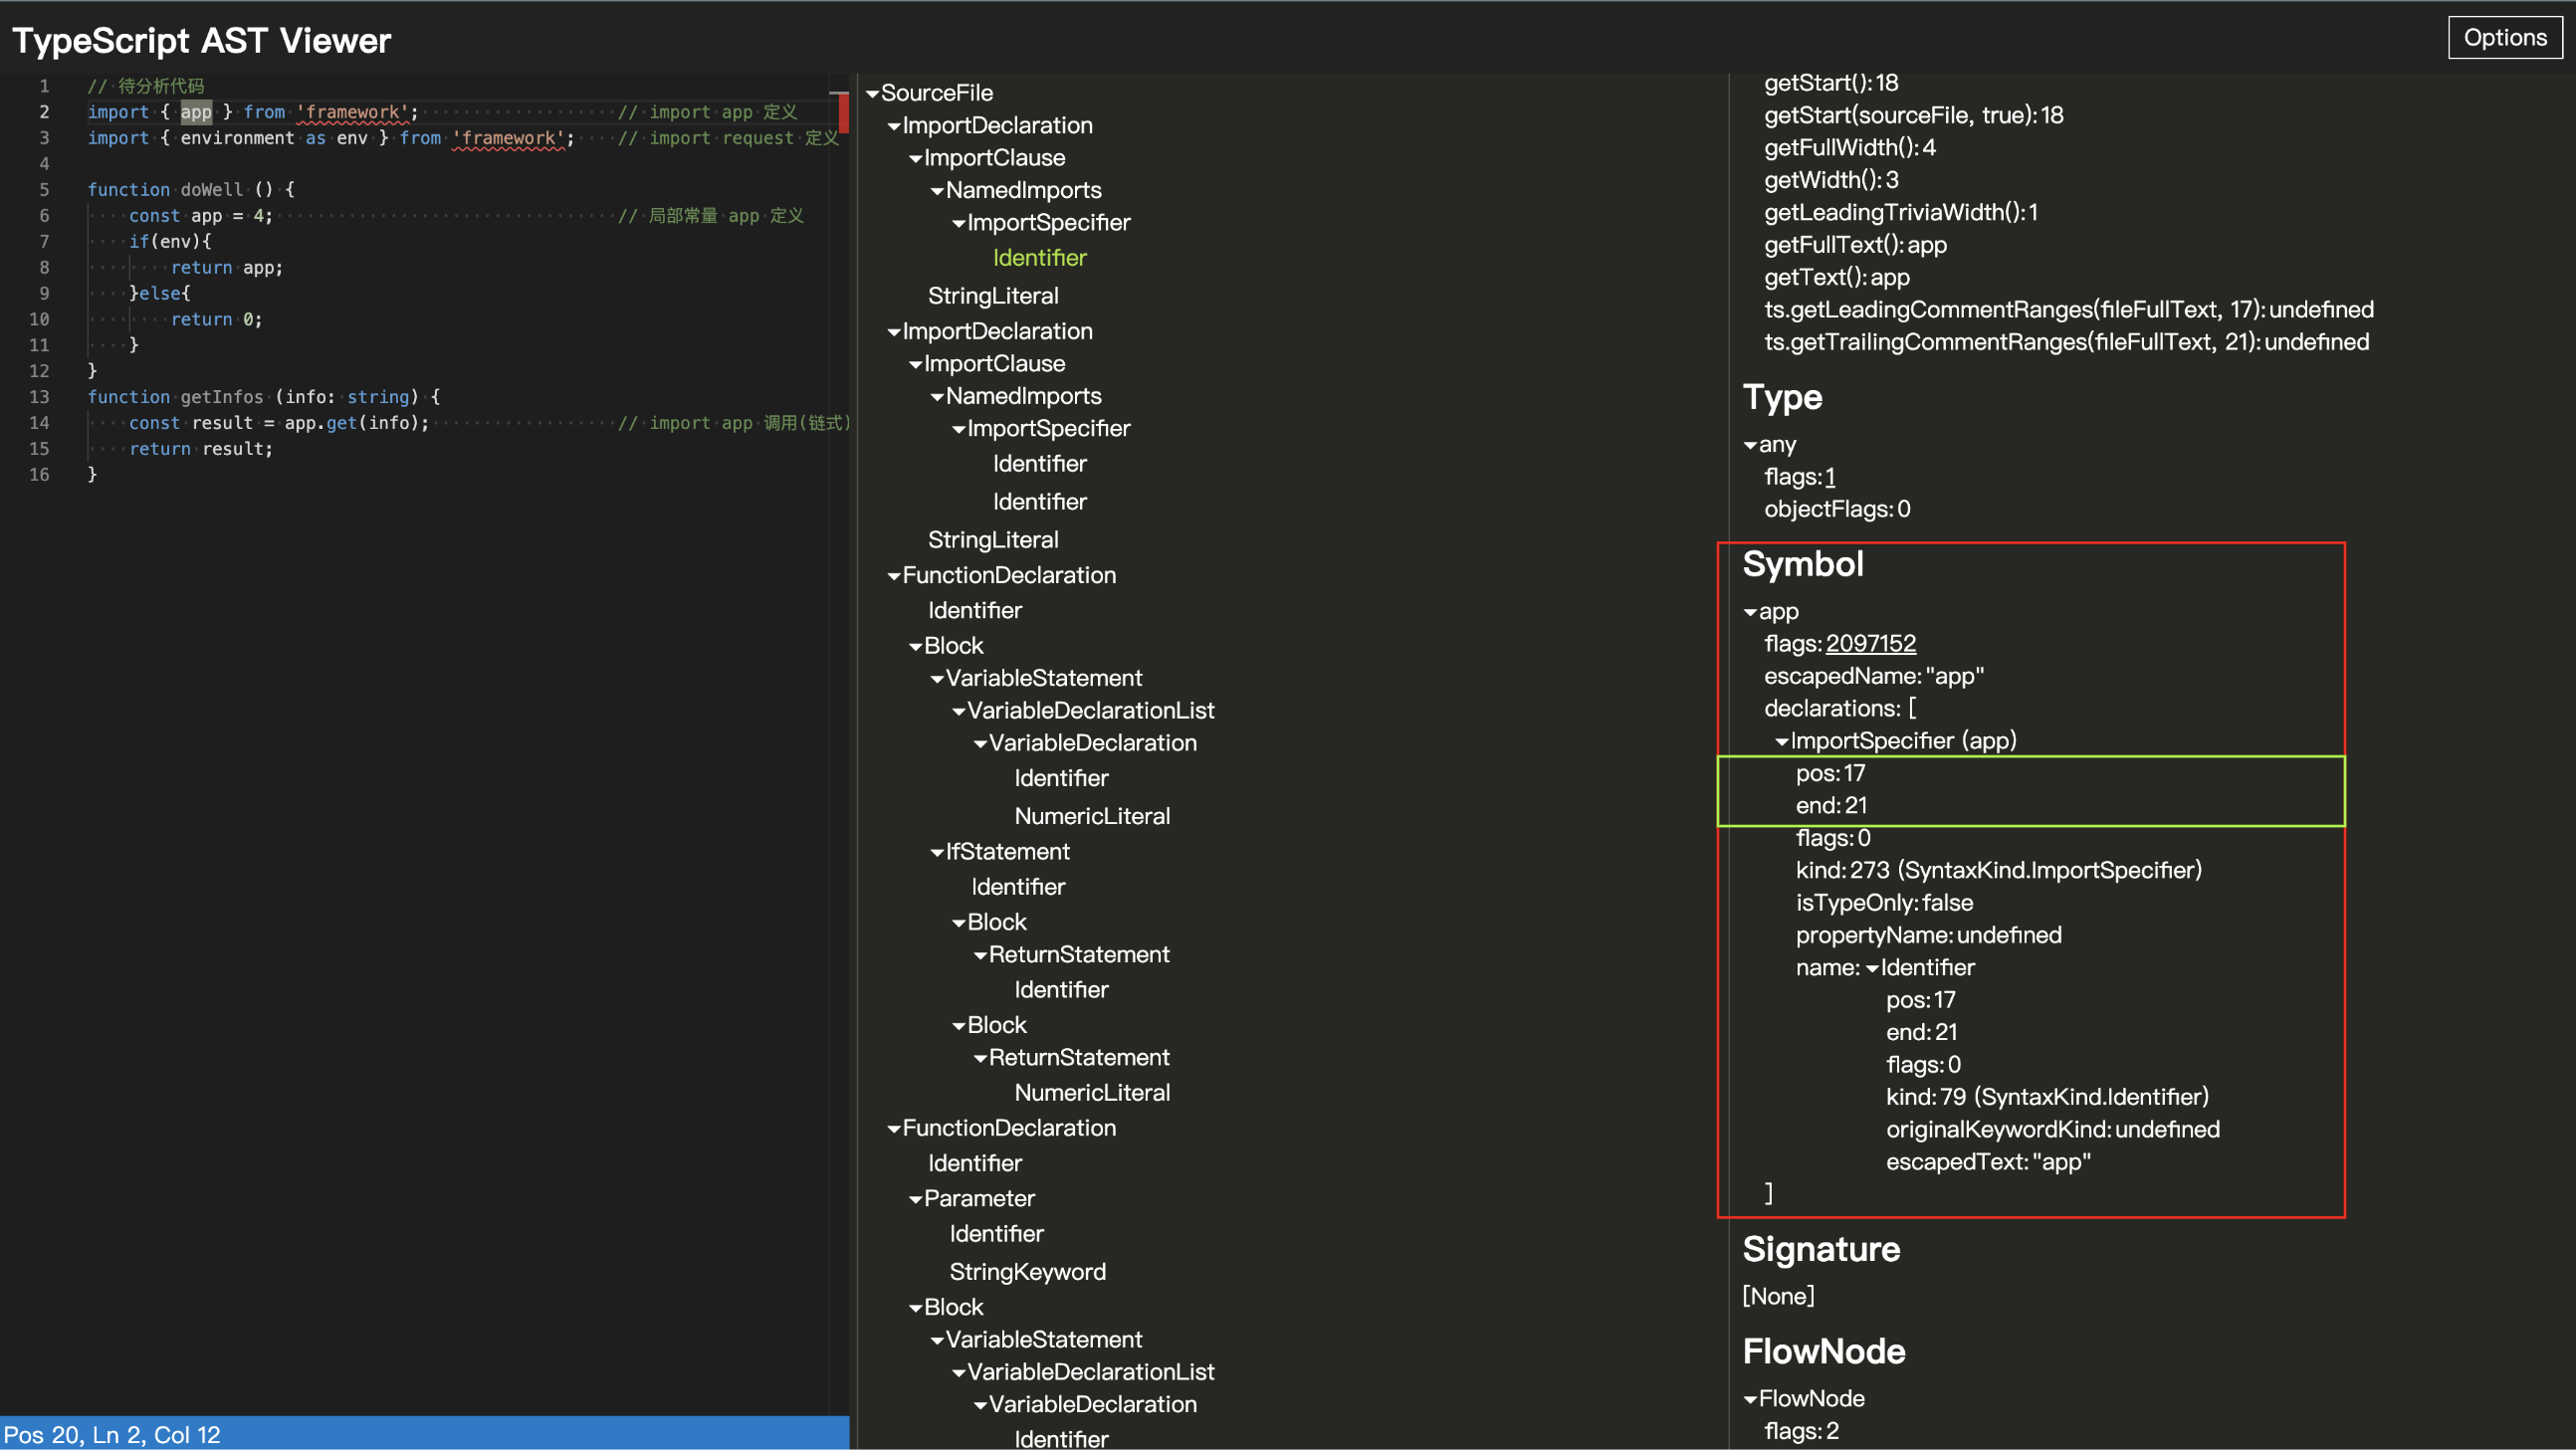 TypeScript AST Viewer
Options
1 // 待分析代码
2 import { app } from 'framework'; // import app 定义
3 import { environment as env } from 'framework'; // import request 定义
4
5 function doWell () {
6 const app = 4; // 局部常量 app 定义
7 if(env){
8 return app;
9 }else{
10 return 0;
11 }
12 }
13 function getInfos (info: string) {
14 const result = app.get(info); // import app 调用(链式)
15 return result;
16 }
Pos 20, Ln 2, Col 12
SourceFile
ImportDeclaration
ImportClause
NamedImports
ImportSpecifier
Identifier
StringLiteral
ImportDeclaration
ImportClause
NamedImports
ImportSpecifier
Identifier
Identifier
StringLiteral
FunctionDeclaration
Identifier
Block
VariableStatement
VariableDeclarationList
VariableDeclaration
Identifier
NumericLiteral
IfStatement
Identifier
Block
ReturnStatement
Identifier
Block
ReturnStatement
NumericLiteral
FunctionDeclaration
Identifier
Parameter
Identifier
StringKeyword
Block
VariableStatement
VariableDeclarationList
VariableDeclaration
Identifier
getStart():18
getStart(sourceFile, true):18
getFullWidth():4
getWidth():3
getLeadingTriviaWidth():1
getFullText():app
getText():app
ts.getLeadingCommentRanges(fileFullText, 17):undefined
ts.getTrailingCommentRanges(fileFullText, 21):undefined
Type
any
flags:1
objectFlags:0
Symbol
app
flags:2097152
escapedName:"app"
declarations: [
ImportSpecifier (app)
pos:17
end:21
flags:0
kind:273 (SyntaxKind.ImportSpecifier)
isTypeOnly:false
propertyName:undefined
name: Identifier
pos:17
end:21
flags:0
kind:79 (SyntaxKind.Identifier)
originalKeywordKind:undefined
escapedText:"app"
]
Signature
[None]
FlowNode
FlowNode
flags:2